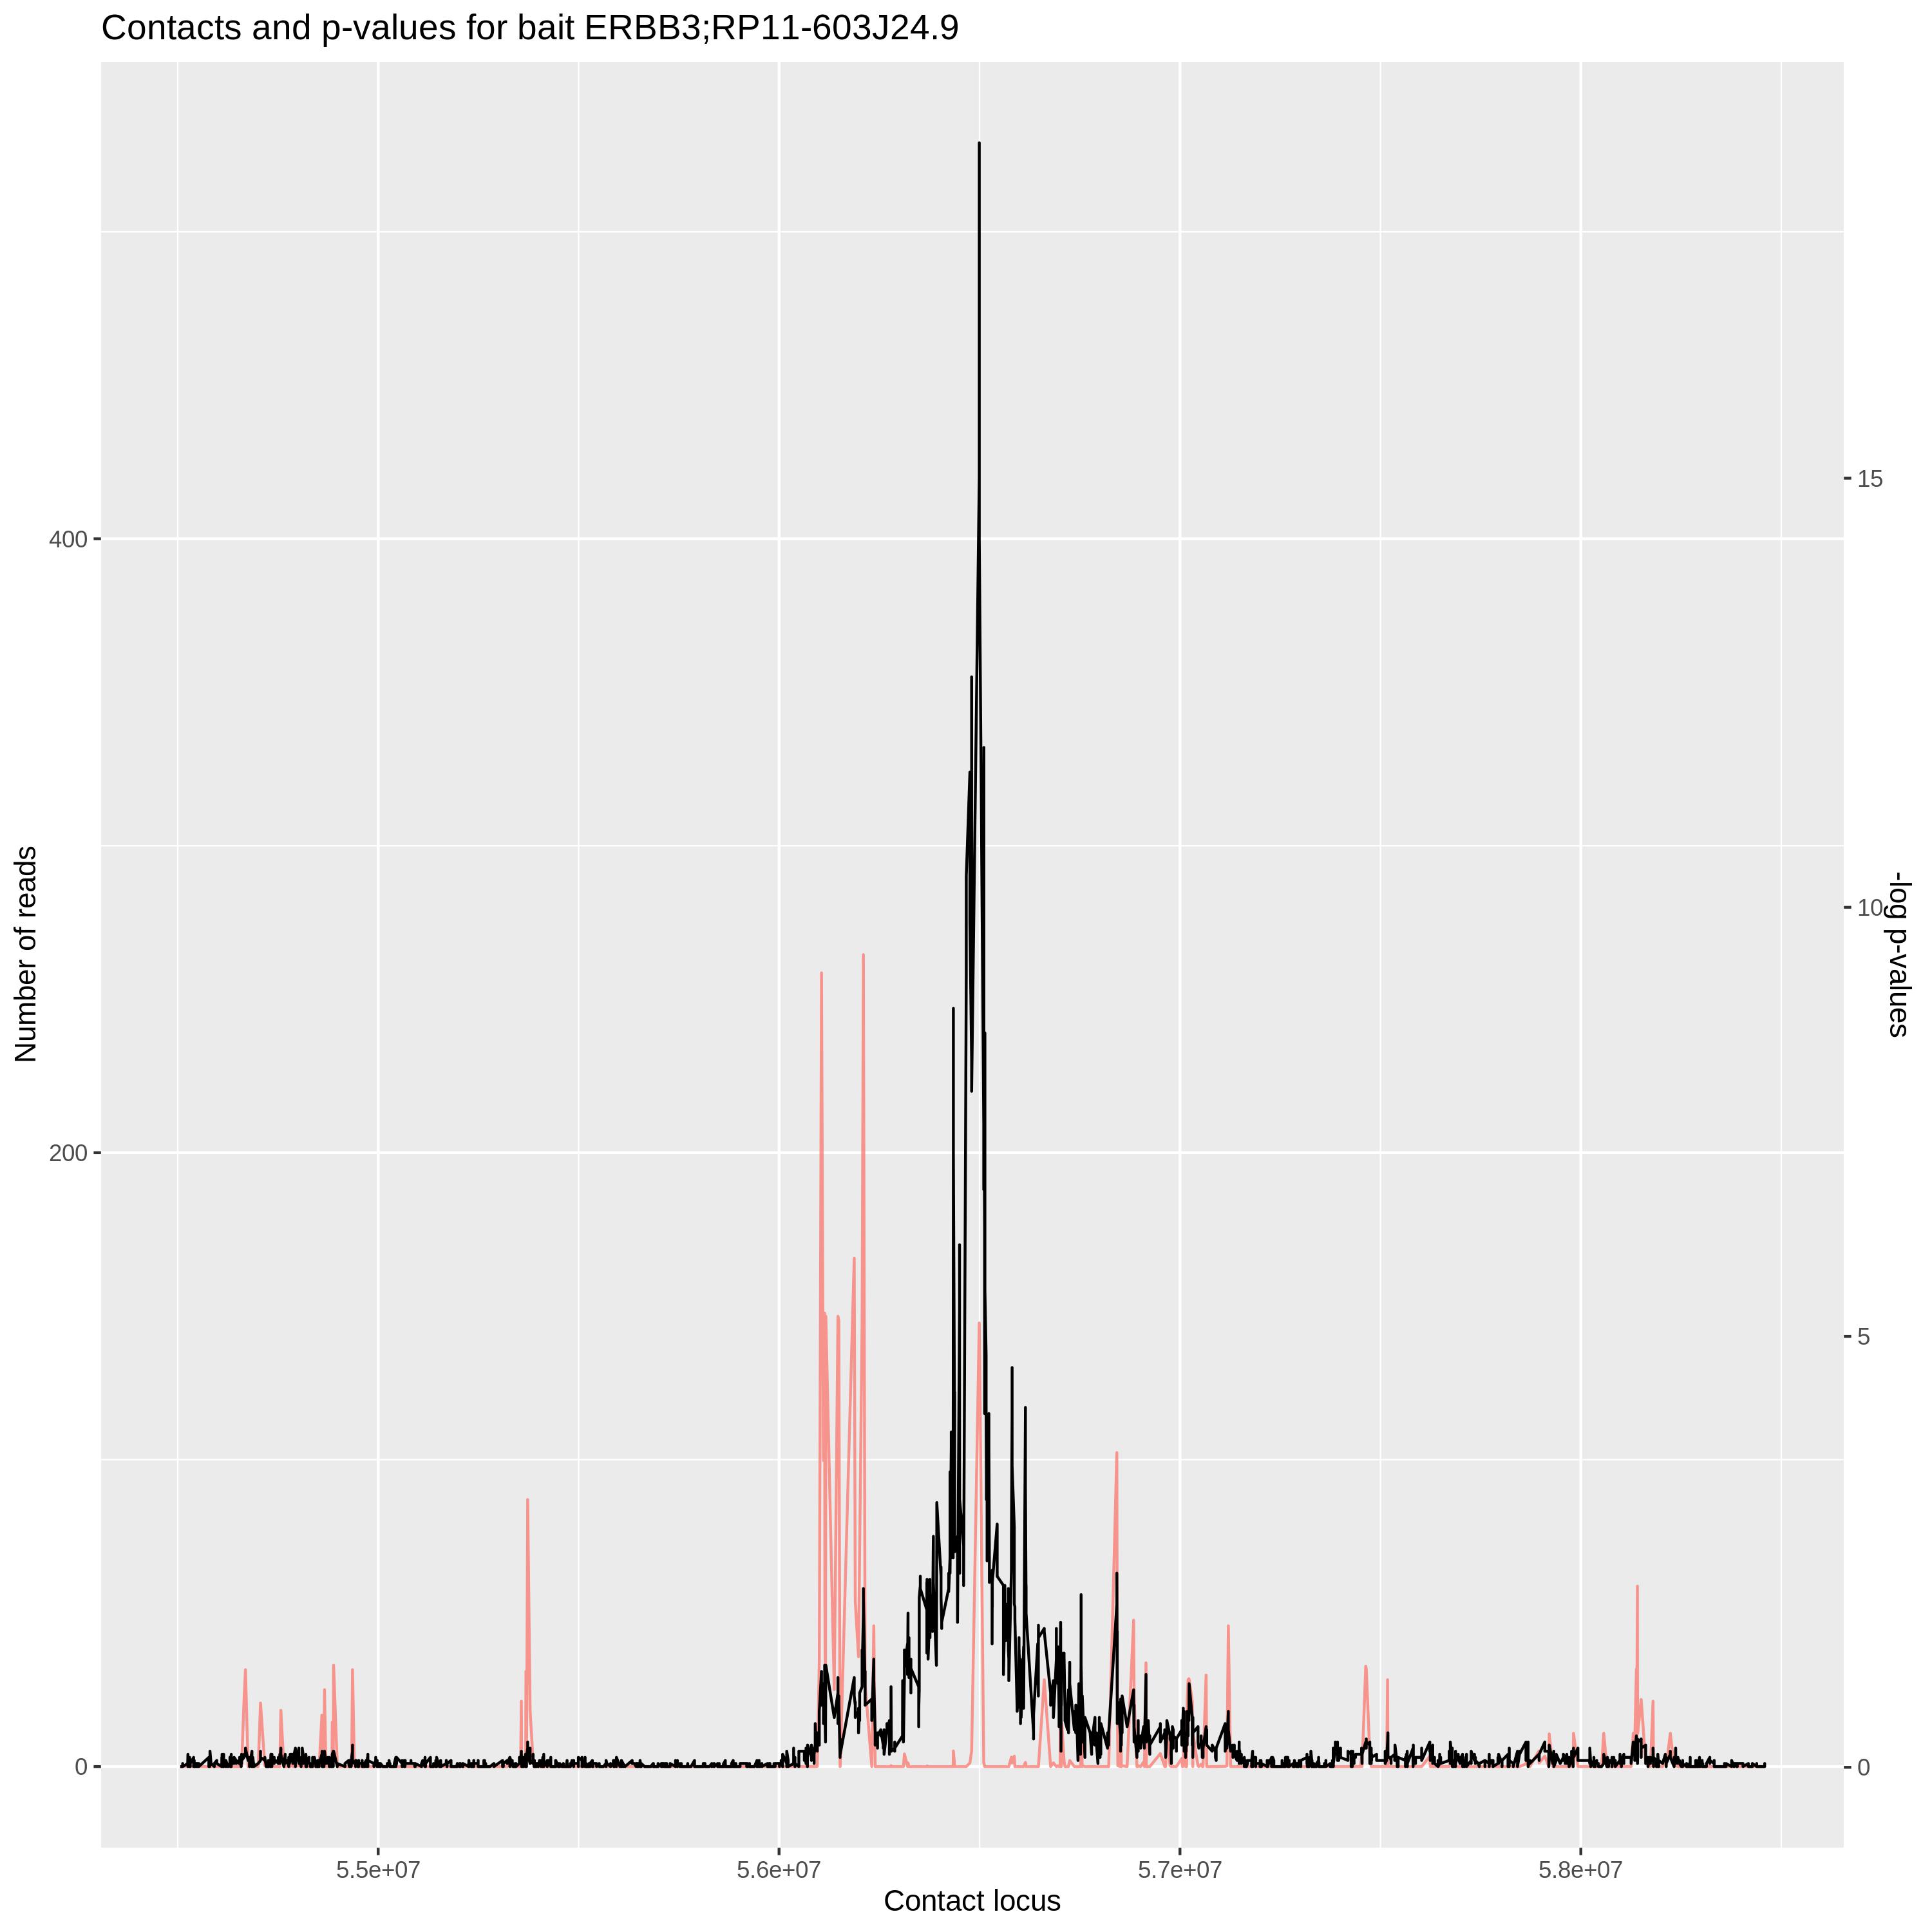 Contacts and p-values for bait ERBB3;RP11-603J24.9
Number of reads
400
200
0
15
10
5
0
-log p-values
5.5e+07
5.6e+07
5.7e+07
5.8e+07
Contact locus